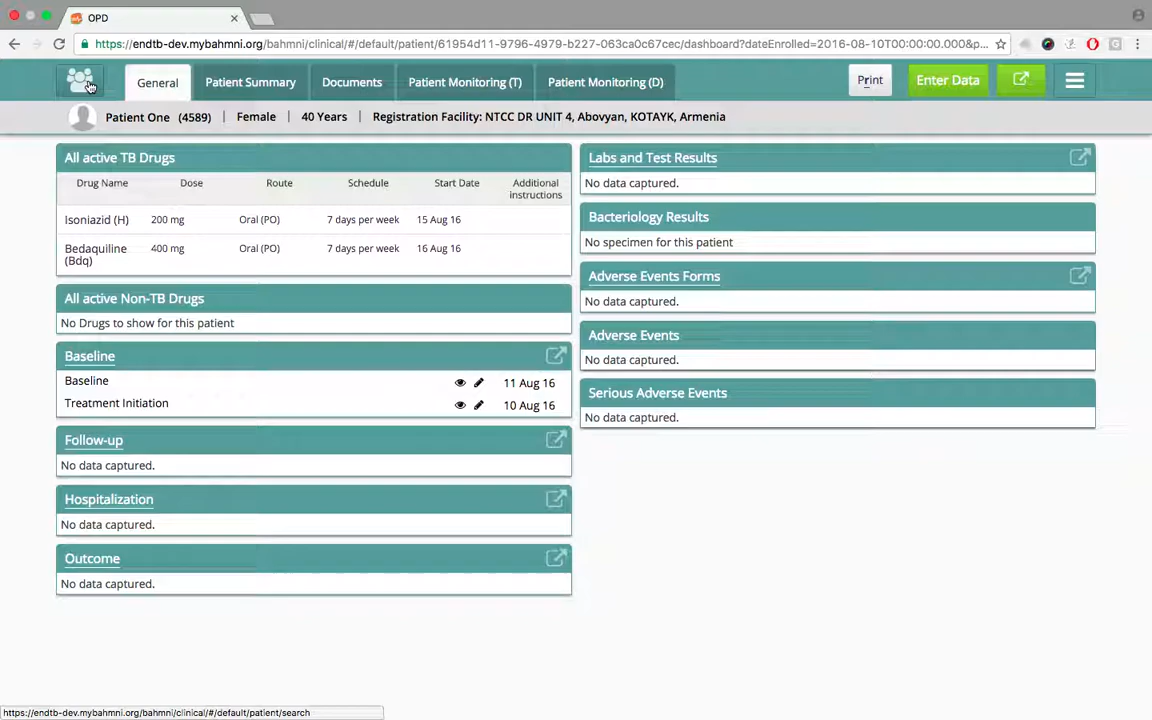 OPD
https://endtb-dev.mybahmni.org/bahmni/clinical/#/default/patient/61954d11-9796-4979-b227-063ca0c67cec/dashboard?dateEnrolled=2016-08-10T00:00:00.000&p...
General Patient Summary Documents Patient Monitoring (T) Patient Monitoring (D) Print Enter Data
Patient One (4589) Female 40 Years Registration Facility: NTCC DR UNIT 4, Abovyan, KOTAYK, Armenia
All active TB Drugs
Drug Name Dose Route Schedule Start Date Additional instructions
Isoniazid (H) 200 mg Oral (PO) 7 days per week 15 Aug 16
Bedaquiline (Bdq) 400 mg Oral (PO) 7 days per week 16 Aug 16
All active Non-TB Drugs
No Drugs to show for this patient
Baseline
Baseline 11 Aug 16
Treatment Initiation 10 Aug 16
Follow-up
No data captured.
Hospitalization
No data captured.
Outcome
No data captured.
Labs and Test Results
No data captured.
Bacteriology Results
No specimen for this patient
Adverse Events Forms
No data captured.
Adverse Events
No data captured.
Serious Adverse Events
No data captured.
https://endtb-dev.mybahmni.org/bahmni/clinical/#/default/patient/search